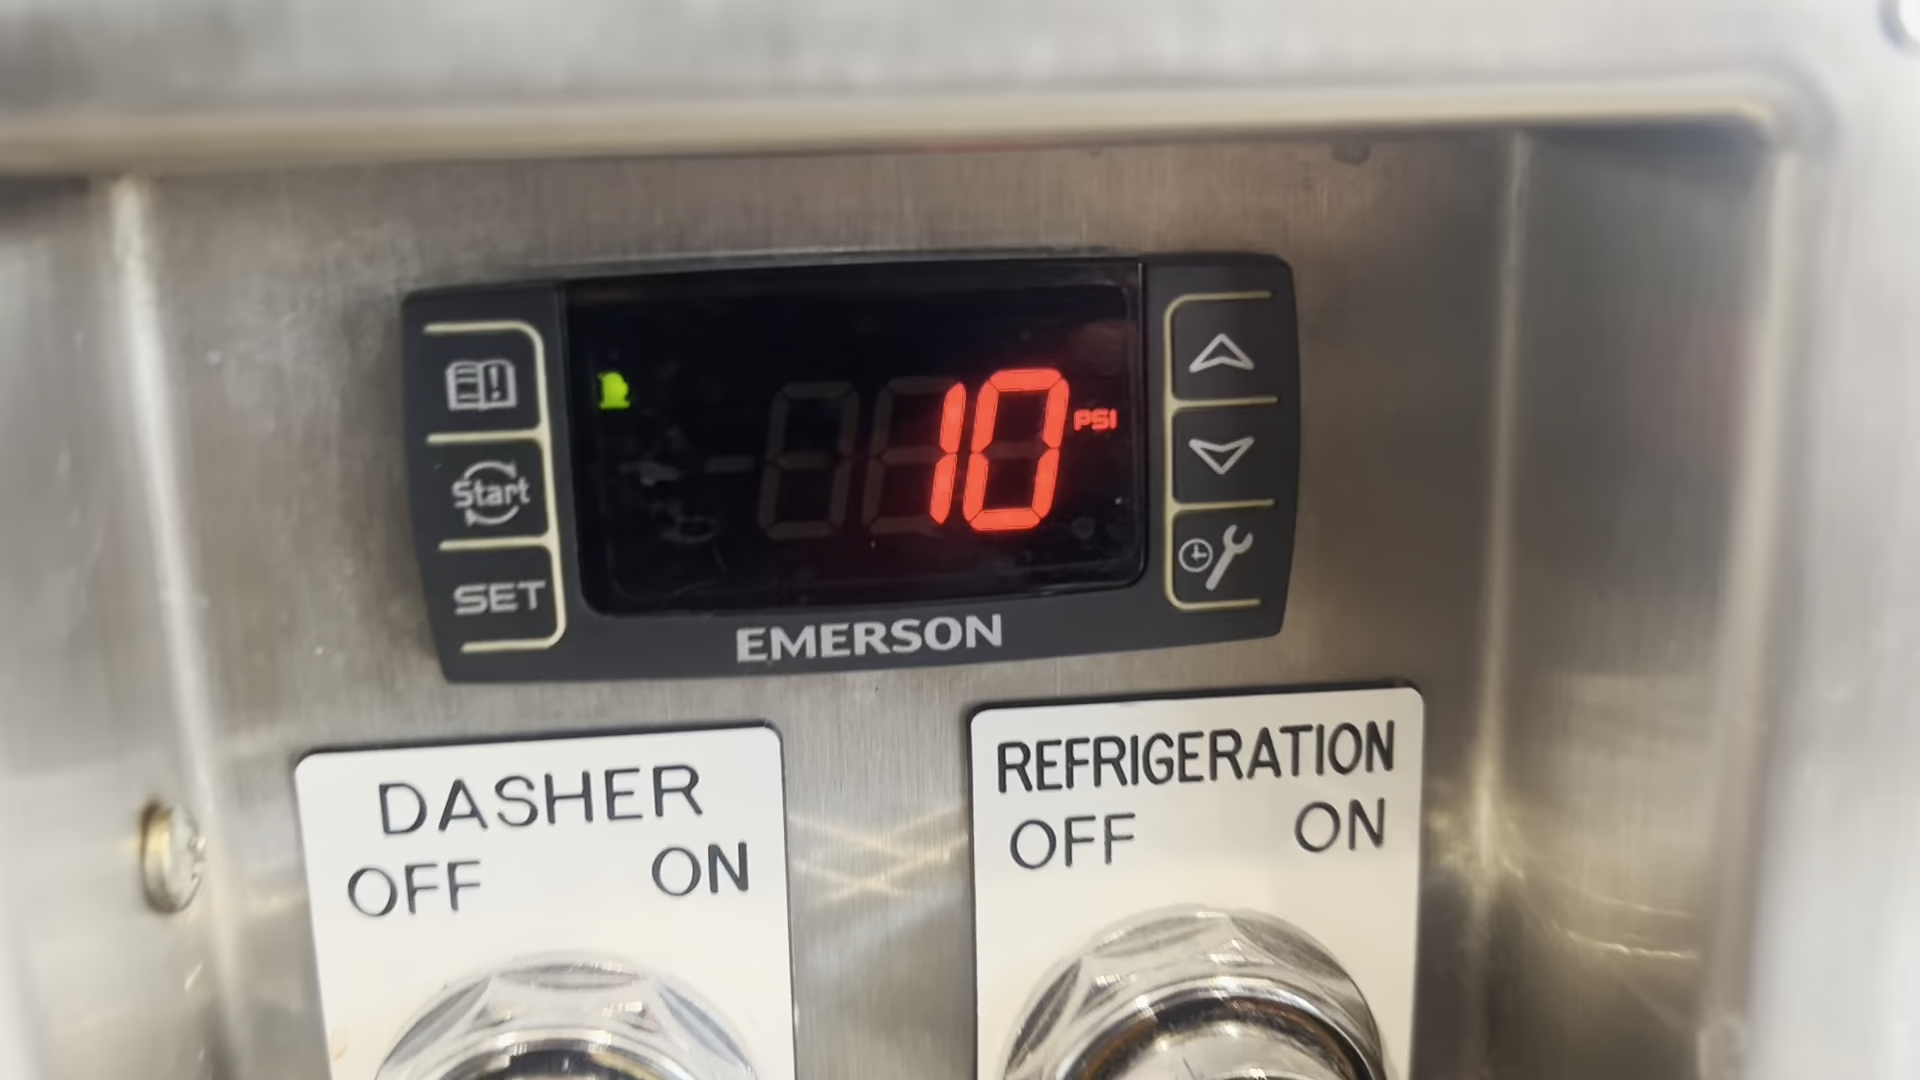 Start
SET
10 PSI
EMERSON
DASHER
OFF ON
REFRIGERATION
OFF ON